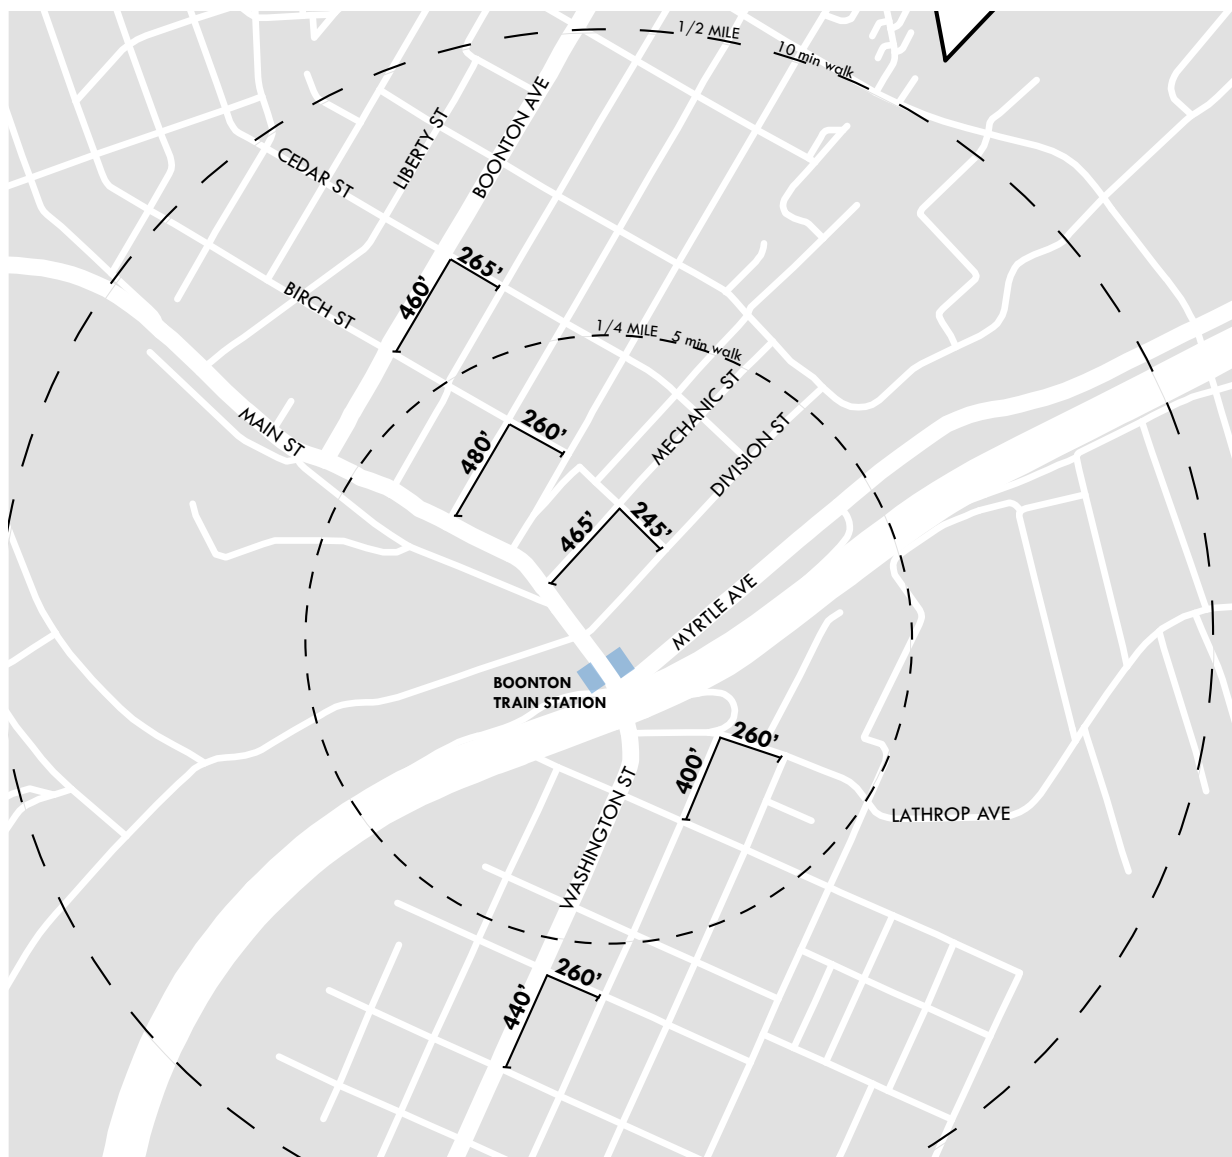 1/2 MILE
10 min walk
BOONTON AVE
LIBERTY ST
CEDAR ST
265’
460’
BIRCH ST
1/4 MILE
5 min walk
MECHANIC ST
MAIN ST
260’
480’
DIVISION ST
245’
465’
MYRTLE AVE
BOONTON
TRAIN STATION
260’
400’
WASHINGTON ST
LATHROP AVE
260’
440’